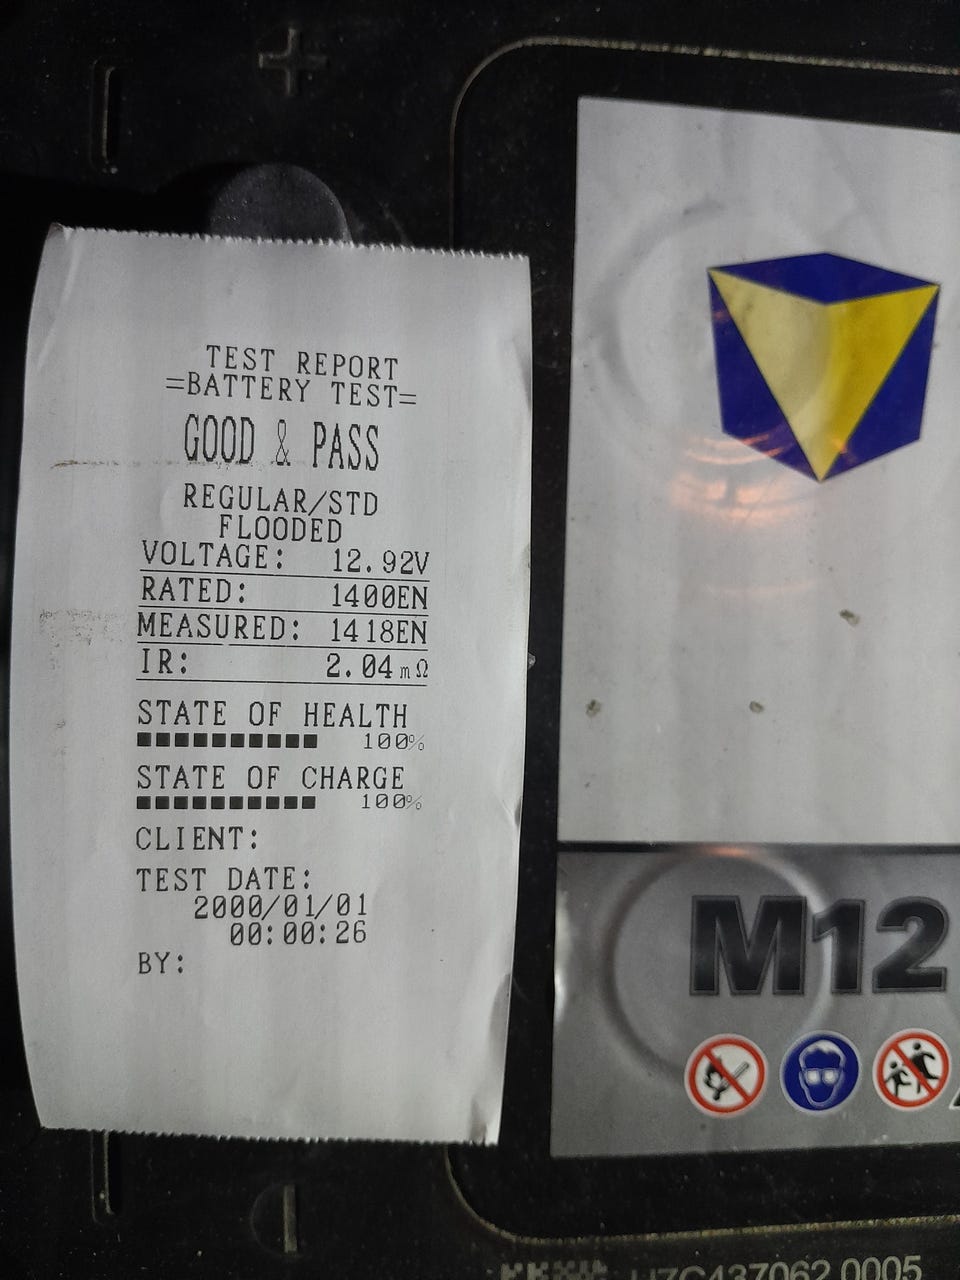 TEST REPORT
=BATTERY TEST=
GOOD & PASS
REGULAR/STD
FLOODED
VOLTAGE: 12.92V
RATED: 1400EN
MEASURED: 1418EN
IR: 2.04mΩ
STATE OF HEALTH
100%
STATE OF CHARGE
100%
CLIENT:
TEST DATE:
2000/01/01
00:00:26
BY:
M12